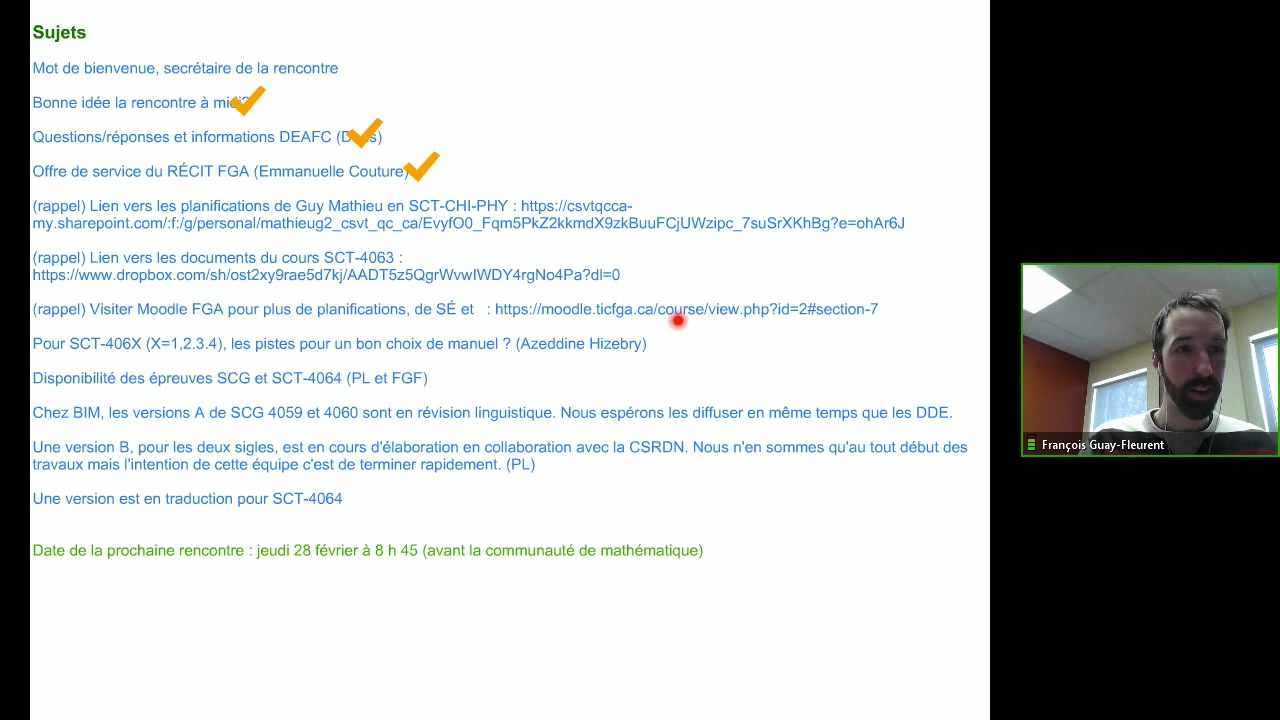 Sujets
Mot de bienvenue, secrétaire de la rencontre
Bonne idée la rencontre à midi?
Questions/réponses et informations DEAFC (
Offre de service du RÉCIT FGA (Emmanuelle Couture)
(rappel) Lien vers les planifications de Guy Mathieu en SCT-CHI-PHY : https://csvtqcca-
my.sharepoint.com/:f:/g/personal/mathieug2_csvt_qc_ca/EvyfO0_Fqm5PkZ2kkmdX9zkBuuFCjUWzipc_7suSrXKhBg?e=ohAr6J
(rappel) Lien vers les documents du cours SCT-4063 :
https://www.dropbox.com/sh/ost2xy9rae5d7kj/AADT5z5QgrWvwIWDY4rgNo4Pa?dl=0
(rappel) Visiter Moodle FGA pour plus de planifications, de SÉ et : https://moodle.ticfga.ca/course/view.php?id=2#section-7
Pour SCT-406X (X=1,2.3.4), les pistes pour un bon choix de manuel ? (Azeddine Hizebry)
Disponibilité des épreuves SCG et SCT-4064 (PL et FGF)
Chez BIM, les versions A de SCG 4059 et 4060 sont en révision linguistique. Nous espérons les diffuser en même temps que les DDE.
Une version B, pour les deux sigles, est en cours d'élaboration en collaboration avec la CSRDN. Nous n'en sommes qu'au tout début des
travaux mais l'intention de cette équipe c'est de terminer rapidement. (PL)
Une version est en traduction pour SCT-4064
Date de la prochaine rencontre : jeudi 28 février à 8 h 45 (avant la communauté de mathématique)
François Guay-Fleurent